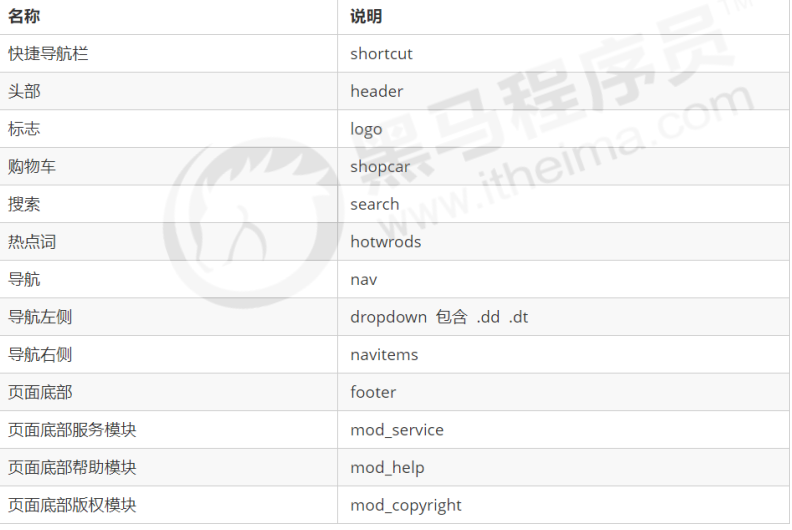 名称 说明
快捷导航栏 shortcut
头部 header
标志 logo
购物车 shopcar
搜索 search
热点词 hotwrods
导航 nav
导航左侧 dropdown 包含 .dd .dt
导航右侧 navitems
页面底部 footer
页面底部服务模块 mod_service
页面底部帮助模块 mod_help
页面底部版权模块 mod_copyright
黑马程序员™
www.itheima.com